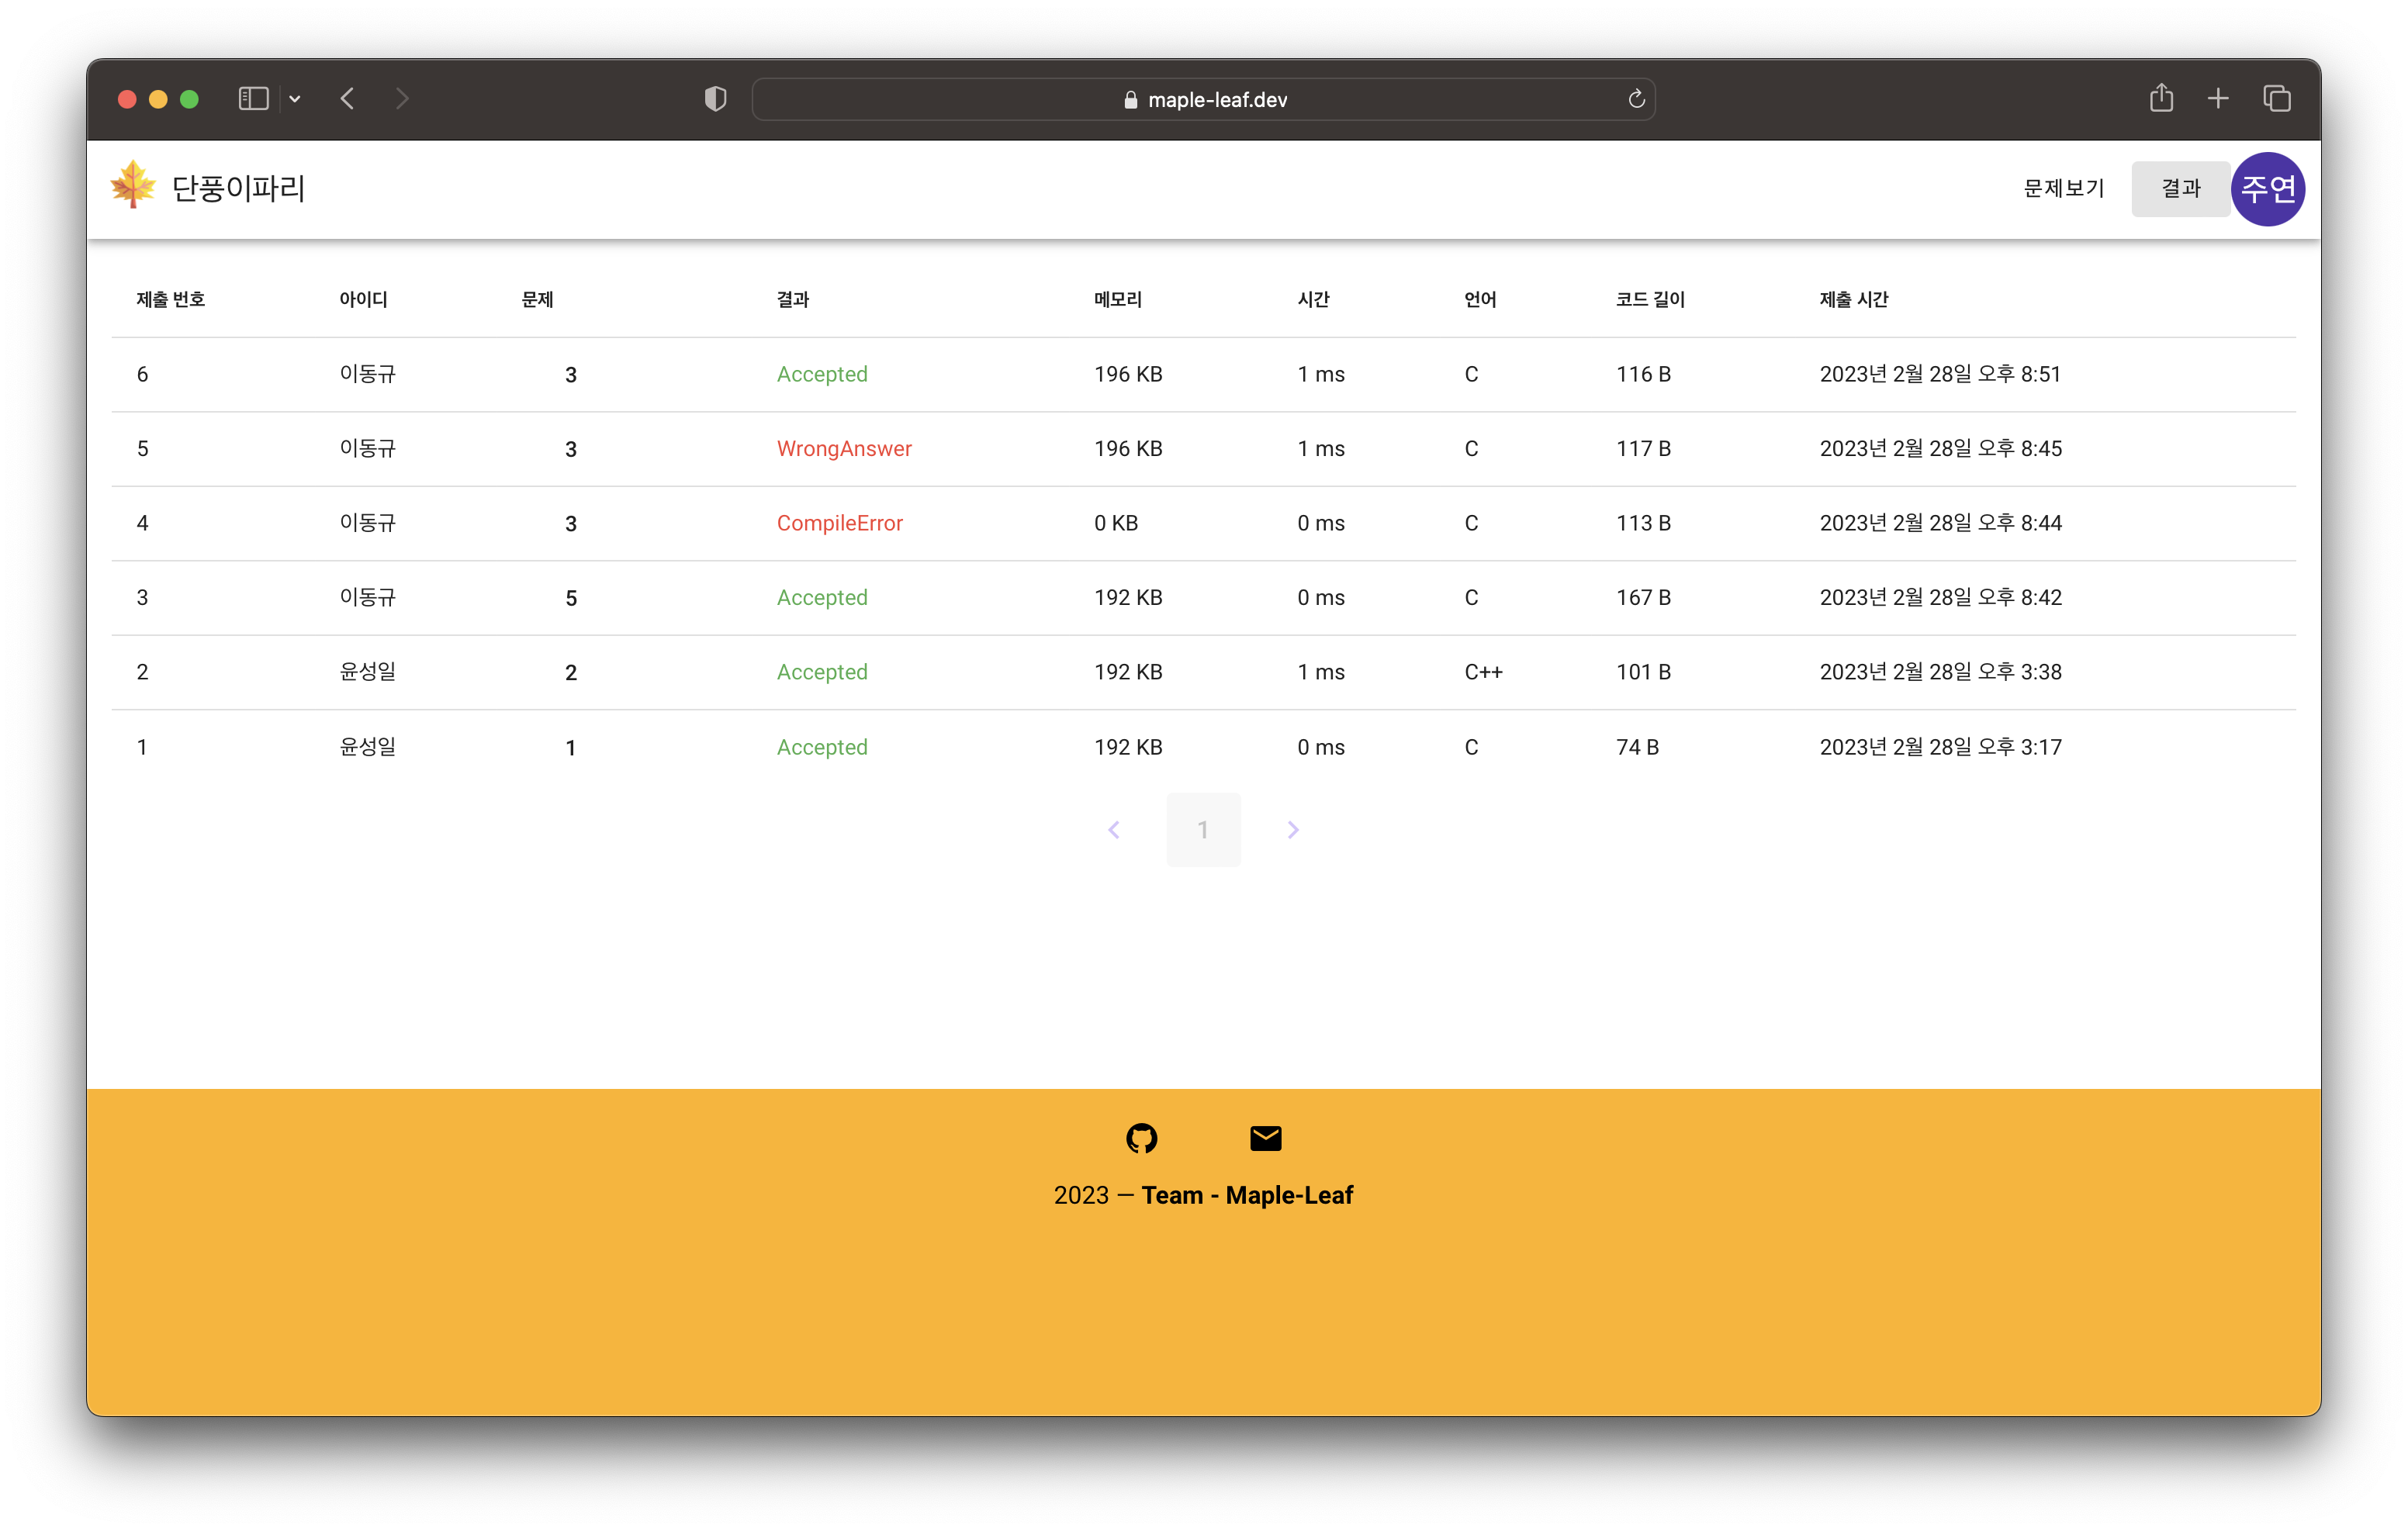 maple-leaf.dev
단풍이파리 문제보기 결과 주연
제출 번호 아이디 문제 결과 메모리 시간 언어 코드 길이 제출 시간
6 이동규 3 Accepted 196 KB 1 ms C 116 B 2023년 2월 28일 오후 8:51
5 이동규 3 WrongAnswer 196 KB 1 ms C 117 B 2023년 2월 28일 오후 8:45
4 이동규 3 CompileError 0 KB 0 ms C 113 B 2023년 2월 28일 오후 8:44
3 이동규 5 Accepted 192 KB 0 ms C 167 B 2023년 2월 28일 오후 8:42
2 윤성일 2 Accepted 192 KB 1 ms C++ 101 B 2023년 2월 28일 오후 3:38
1 윤성일 1 Accepted 192 KB 0 ms C 74 B 2023년 2월 28일 오후 3:17
1
2023 — Team - Maple-Leaf